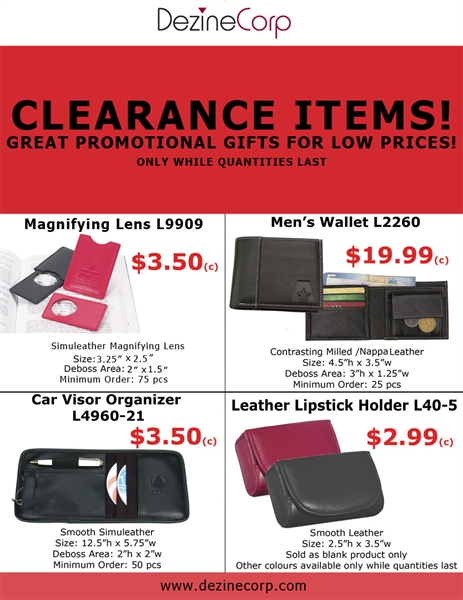 DezineCorp
CLEARANCE ITEMS!
GREAT PROMOTIONAL GIFTS FOR LOW PRICES!
ONLY WHILE QUANTITIES LAST
Magnifying Lens L9909
$3.50(c)
Simuleather Magnifying Lens
Size:3.25" x 2.5"
Deboss Area: 2" x 1.5"
Minimum Order: 75 pcs
Men's Wallet L2260
$19.99(c)
Contrasting Milled /Nappa Leather
Size: 4.5"h x 3.5"w
Deboss Area: 3"h x 1.25"w
Minimum Order: 25 pcs
Car Visor Organizer
L4960-21
$3.50(c)
Smooth Simuleather
Size: 12.5"h x 5.75"w
Deboss Area: 2"h x 2"w
Minimum Order: 50 pcs
Leather Lipstick Holder L40-5
$2.99(c)
Smooth Leather
Size: 2.5"h x 3.5"w
Sold as blank product only
Other colours available only while quantities last
www.dezinecorp.com